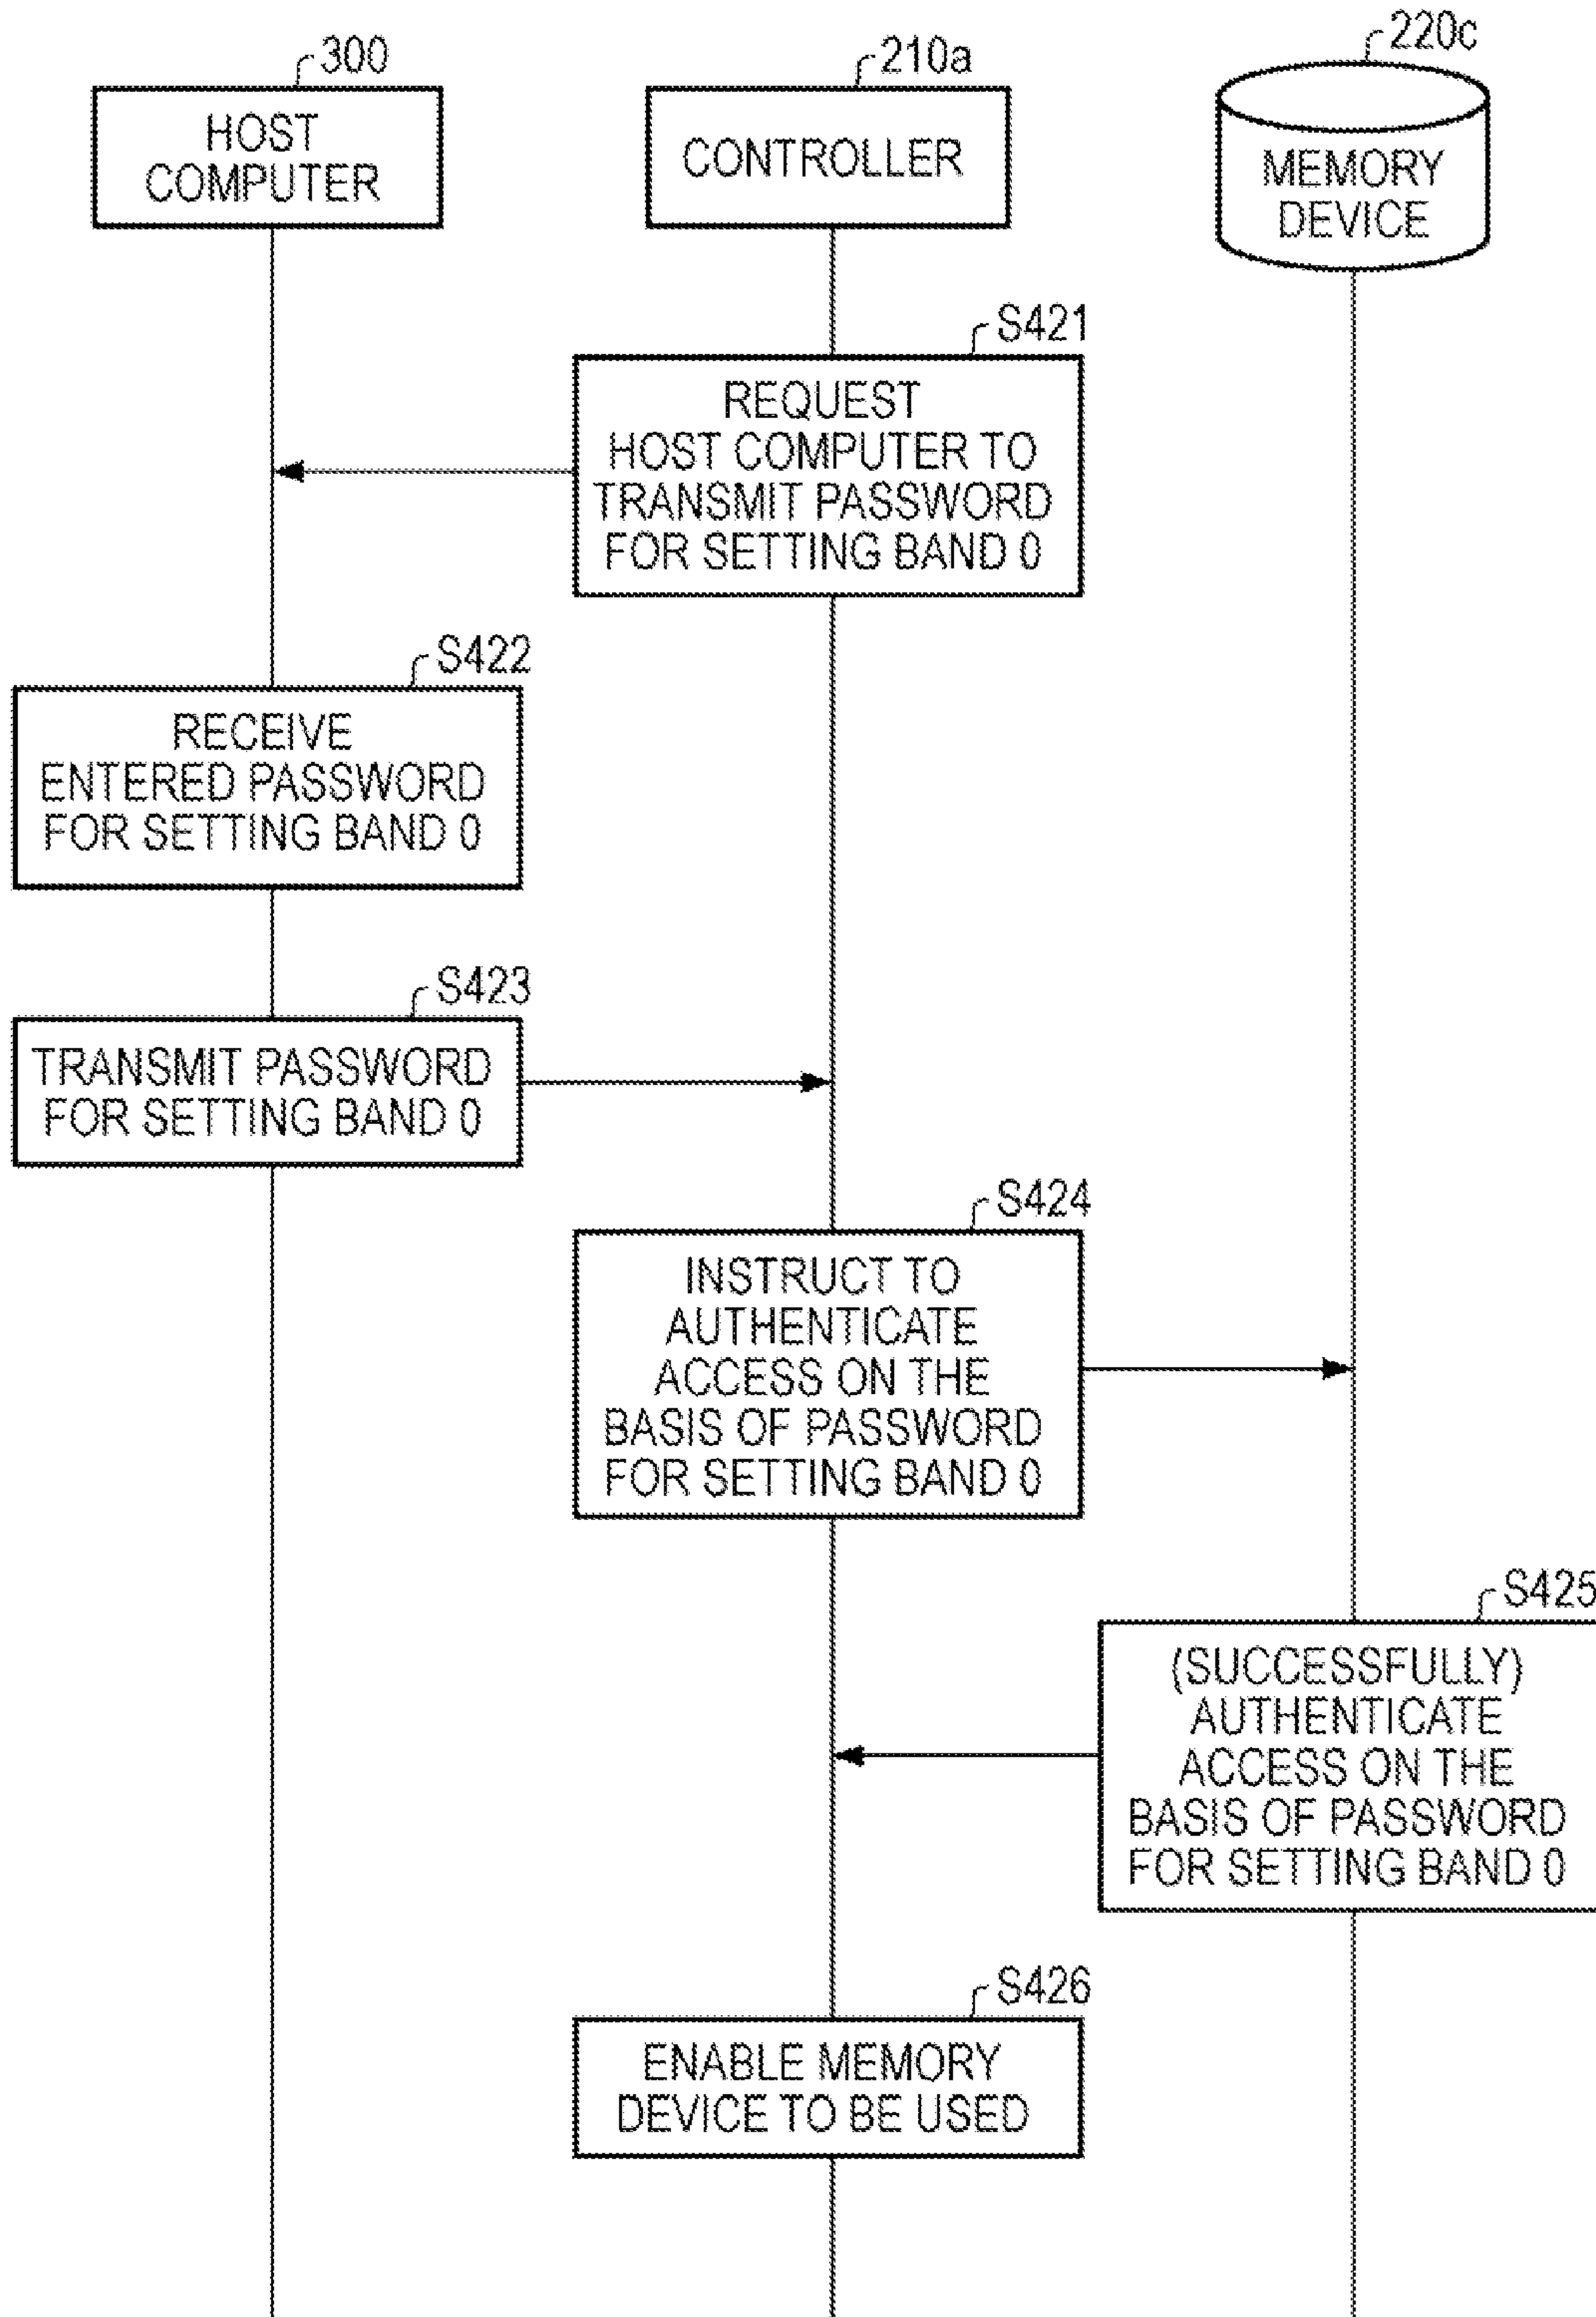 300
HOST
COMPUTER
210a
CONTROLLER
220c
MEMORY
DEVICE
S421
REQUEST
HOST COMPUTER TO
TRANSMIT PASSWORD
FOR SETTING BAND 0
S422
RECEIVE
ENTERED PASSWORD
FOR SETTING BAND 0
S423
TRANSMIT PASSWORD
FOR SETTING BAND 0
S424
INSTRUCT TO
AUTHENTICATE
ACCESS ON THE
BASIS OF PASSWORD
FOR SETTING BAND 0
S425
(SUCCESSFULLY)
AUTHENTICATE
ACCESS ON THE
BASIS OF PASSWORD
FOR SETTING BAND 0
S426
ENABLE MEMORY
DEVICE TO BE USED